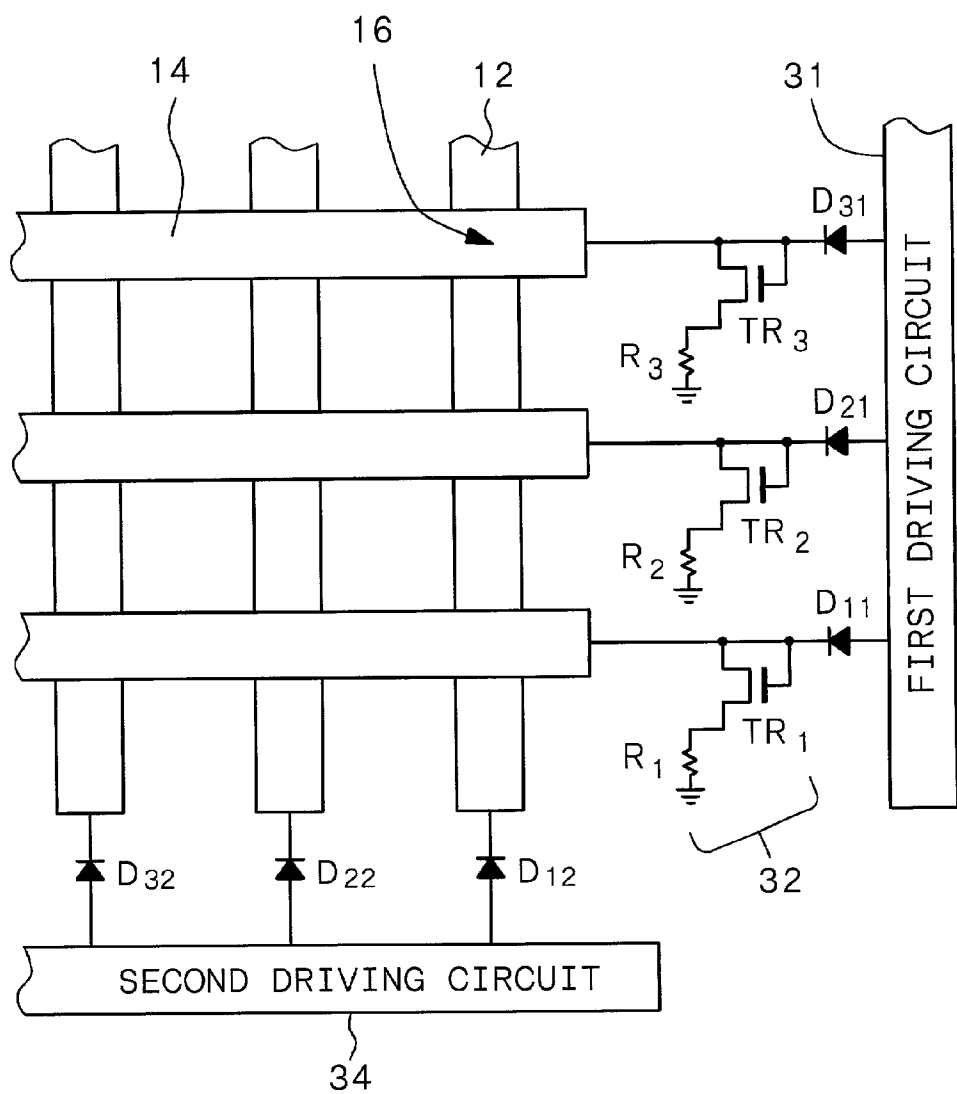 16
14
12
31
D31
TR3
R3
D21
TR2
R2
D11
TR1
R1
FIRST DRIVING CIRCUIT
32
D32
D22
D12
SECOND DRIVING CIRCUIT
34